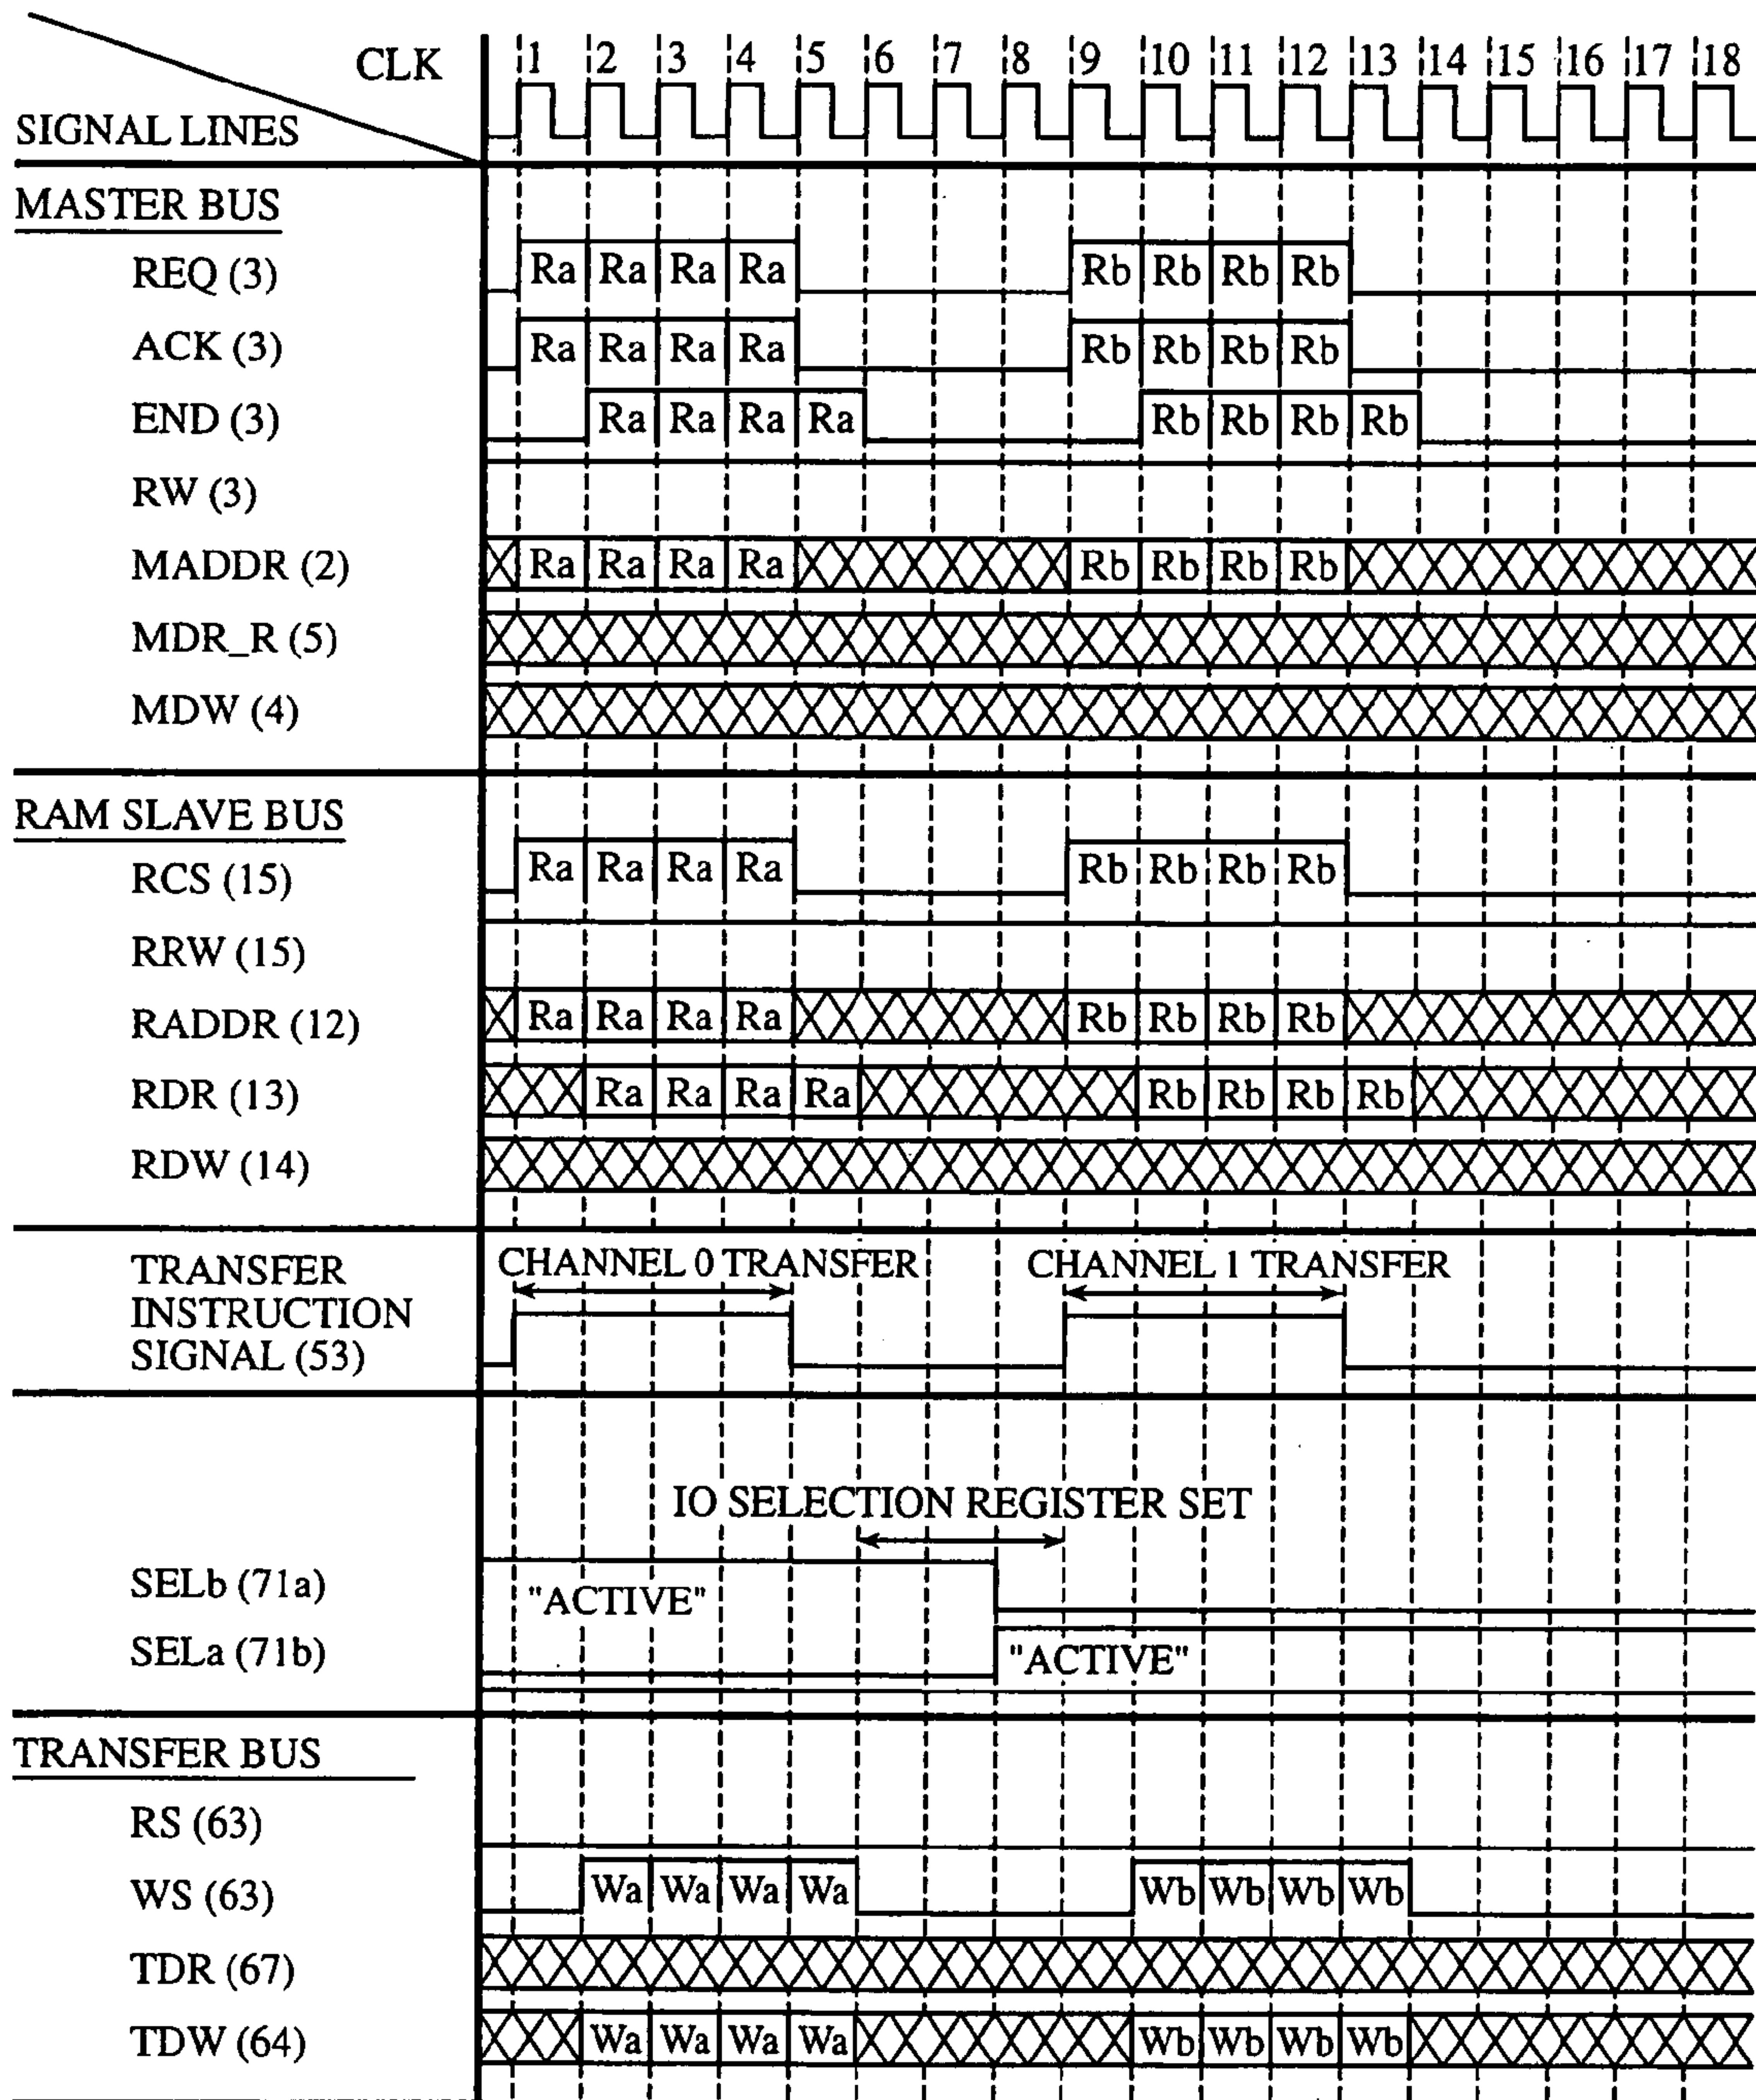 CLK 1 2 3 4 5 6 7 8 9 10 11 12 13 14 15 16 17 18
SIGNAL LINES
MASTER BUS
REQ (3) Ra Ra Ra Ra Rb Rb Rb Rb
ACK (3) Ra Ra Ra Ra Rb Rb Rb Rb
END (3) Ra Ra Ra Ra Rb Rb Rb Rb
RW (3)
MADDR (2) Ra Ra Ra Ra Rb Rb Rb Rb
MDR_R (5)
MDW (4)
RAM SLAVE BUS
RCS (15) Ra Ra Ra Ra Rb Rb Rb Rb
RRW (15)
RADDR (12) Ra Ra Ra Ra Rb Rb Rb Rb
RDR (13) Ra Ra Ra Ra Rb Rb Rb Rb
RDW (14)
TRANSFER
INSTRUCTION
SIGNAL (53)
CHANNEL 0 TRANSFER CHANNEL 1 TRANSFER
IO SELECTION REGISTER SET
SELb (71a) "ACTIVE"
SELa (71b) "ACTIVE"
TRANSFER BUS
RS (63)
WS (63) Wa Wa Wa Wa Wb Wb Wb Wb
TDR (67)
TDW (64) Wa Wa Wa Wa Wb Wb Wb Wb